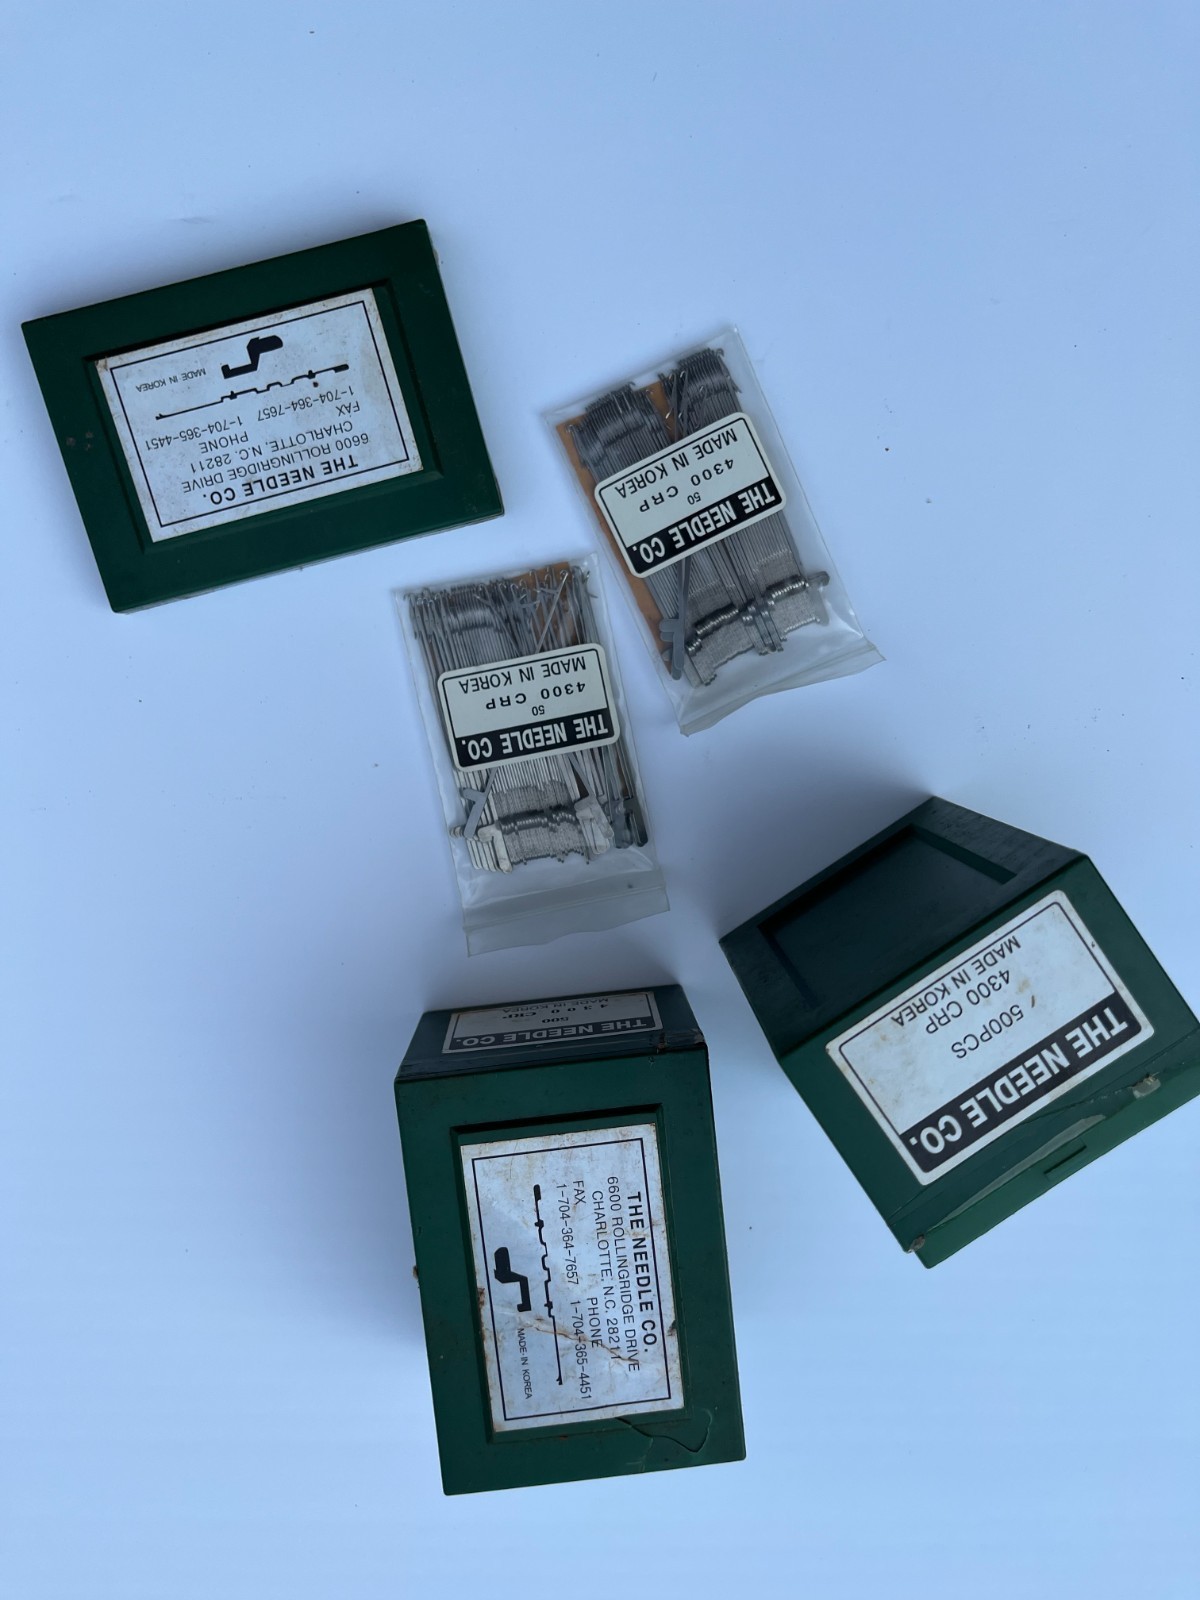 THE NEEDLE CO.
6600 ROLLINGRIDGE DRIVE
CHARLOTTE, N.C. 28211
FAX PHONE
1-704-364-7657 1-704-365-4451
MADE IN KOREA
THE NEEDLE CO.
50
4300 CRP
MADE IN KOREA
THE NEEDLE CO.
50
4300 CRP
MADE IN KOREA
THE NEEDLE CO.
500PCS
4300 CRP
MADE IN KOREA
THE NEEDLE CO.
500
4300 CRP
MADE IN KOREA
THE NEEDLE CO.
6600 ROLLINGRIDGE DRIVE
CHARLOTTE, N.C. 28211
FAX PHONE
1-704-364-7657 1-704-365-4451
MADE IN KOREA